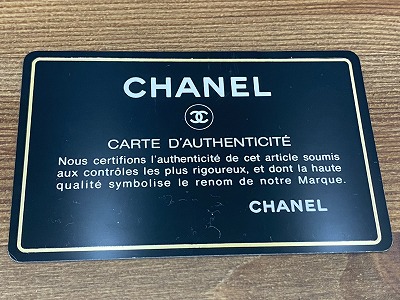 CHANEL
CARTE D'AUTHENTICITÉ
Nous certifions l'authenticité de cet article soumis
aux contrôles les plus rigoureux, et dont la haute
qualité symbolise le renom de notre Marque.
CHANEL